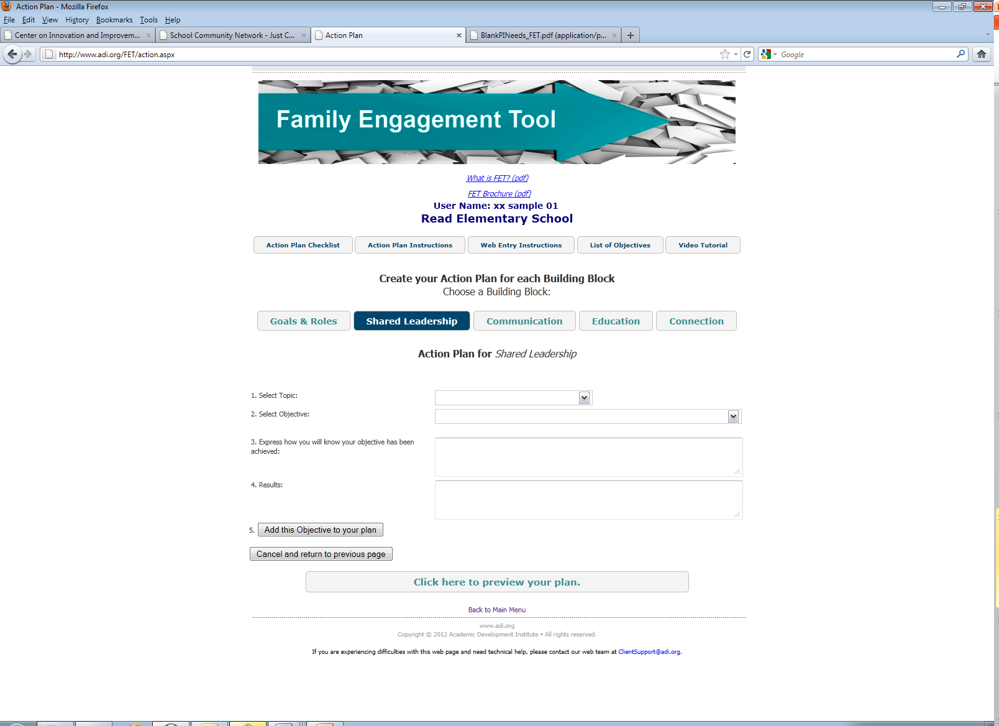 Action Plan - Mozilla Firefox
File Edit View History Bookmarks Tools Help
Center on Innovation and Improvem...
School Community Network - Just C...
Action Plan
BlankPINeeds_FET.pdf (application/p...
http://www.adi.org/FET/action.aspx
Google
Family Engagement Tool
What is FET? (pdf)
FET Brochure (pdf)
User Name: xx sample 01
Read Elementary School
Action Plan Checklist
Action Plan Instructions
Web Entry Instructions
List of Objectives
Video Tutorial
Create your Action Plan for each Building Block
Choose a Building Block:
Goals & Roles
Shared Leadership
Communication
Education
Connection
Action Plan for Shared Leadership
1. Select Topic:
2. Select Objective:
3. Express how you will know your objective has been
achieved:
4. Results:
5. Add this Objective to your plan
Cancel and return to previous page
Click here to preview your plan.
Back to Main Menu
www.adi.org
Copyright © 2012 Academic Development Institute • All rights reserved.
If you are experiencing difficulties with this web page and need technical help, please contact our web team at ClientSupport@adi.org.